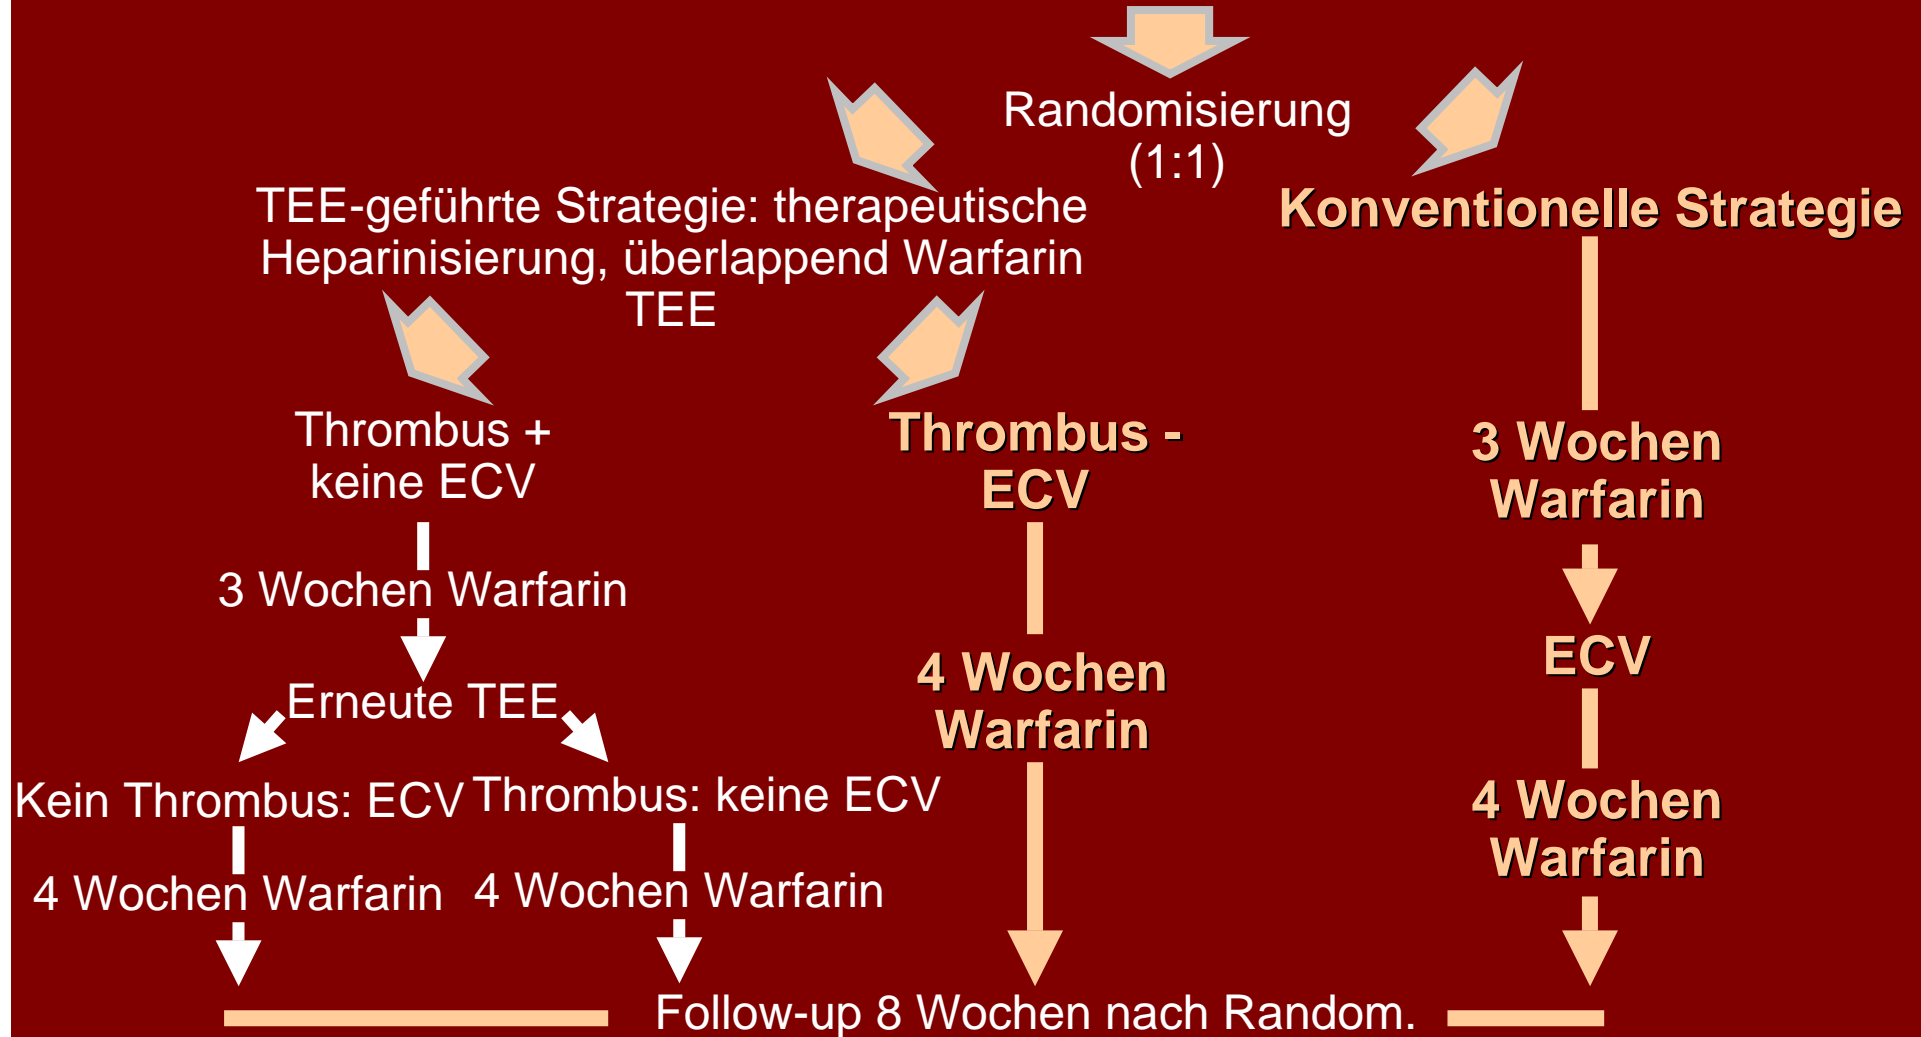 Randomisierung
(1:1)
TEE-geführte Strategie: therapeutische
Heparinisierung, überlappend Warfarin
TEE
Konventionelle Strategie
Thrombus +
keine ECV
Thrombus -
ECV
3 Wochen
Warfarin
3 Wochen Warfarin
ECV
4 Wochen
Warfarin
Erneute TEE
Kein Thrombus: ECV
Thrombus: keine ECV
4 Wochen
Warfarin
4 Wochen Warfarin
4 Wochen Warfarin
Follow-up 8 Wochen nach Random.